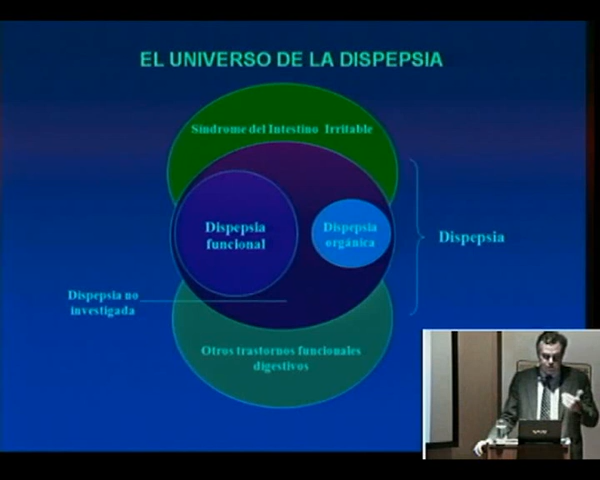 EL UNIVERSO DE LA DISPEPSIA
Síndrome del Intestino Irritable
Dispepsia
funcional
Dispepsia
orgánica
Dispepsia
Dispepsia no
investigada
Otros trastornos funcionales
digestivos